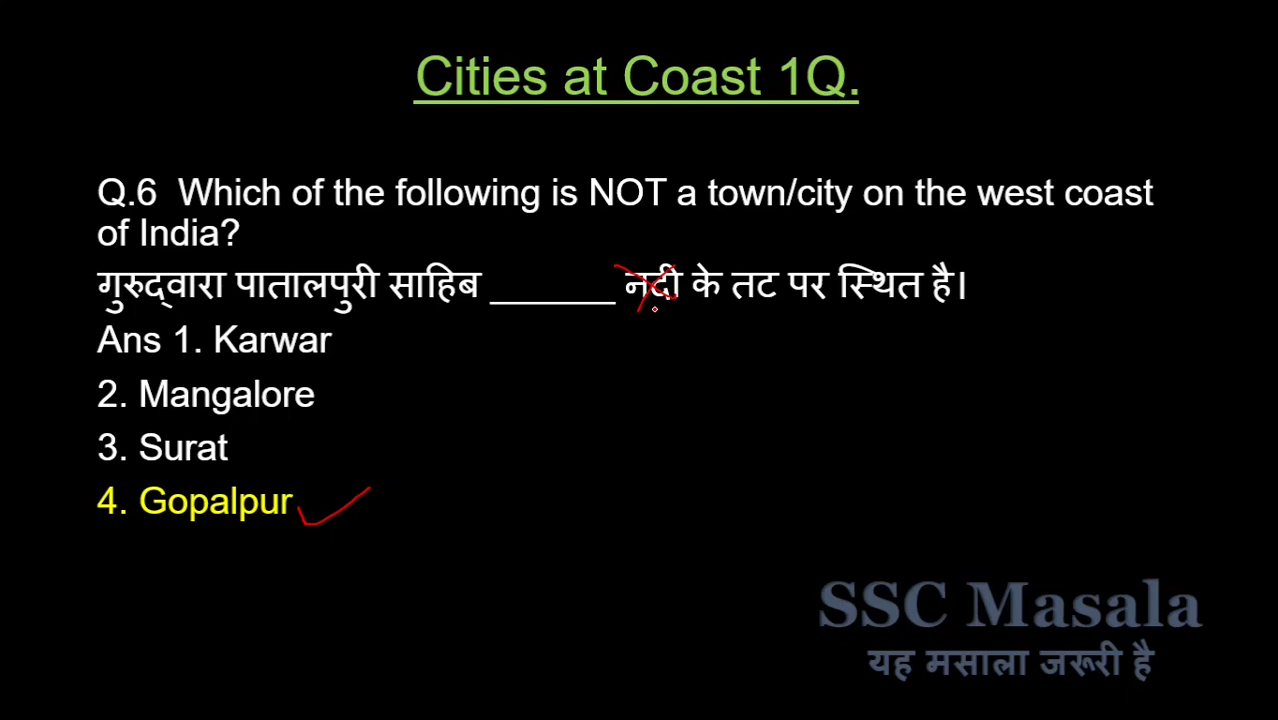 Cities at Coast 1Q.
Q.6 Which of the following is NOT a town/city on the west coast
of India?
गुरुद्वारा पातालपुरी साहिब ______ नदी के तट पर स्थित है।
Ans 1. Karwar
2. Mangalore
3. Surat
4. Gopalpur
SSC Masala
यह मसाला जरूरी है